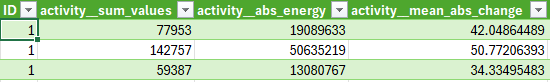 ID activity__sum_values activity__abs_energy activity__mean_abs_change
1 77953 19089633 42.04864489
1 142757 50635219 50.77206393
1 59387 13080767 34.33495483